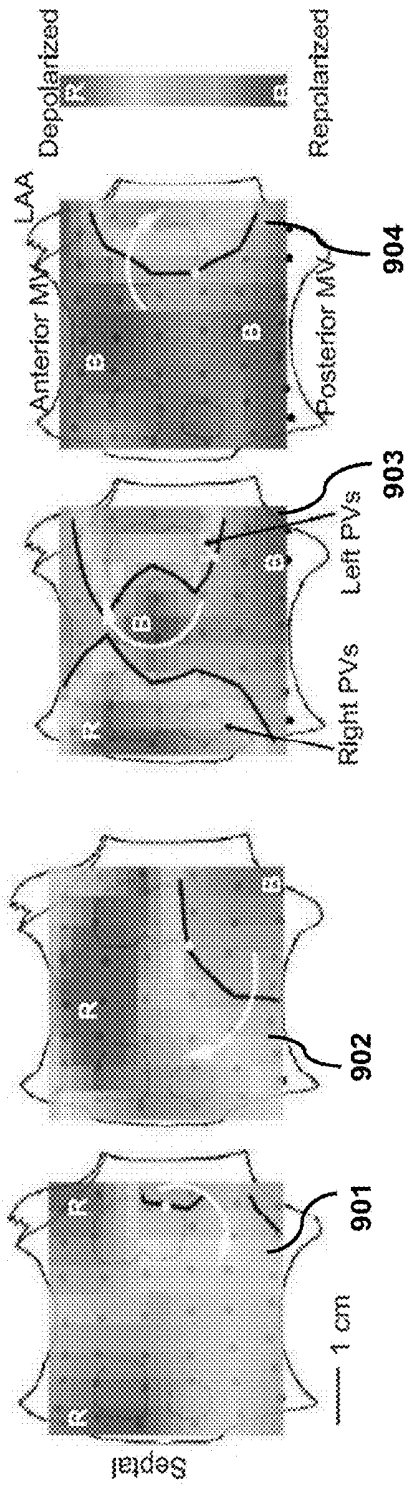 Septal
R
R
1 cm
901
R
B
902
R
B
B
Right PVs
Left PVs
903
Anterior MV
LAA
B
B
Posterior MV
904
Depolarized
R
B
Repolarized